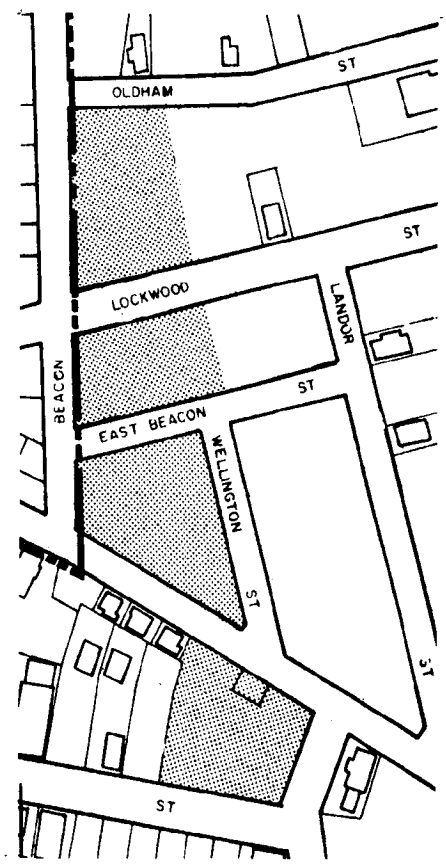 OLDHAM ST
LOCKWOOD ST
LANDOR ST
BEACON
EAST BEACON ST
WELLINGTON ST
ST